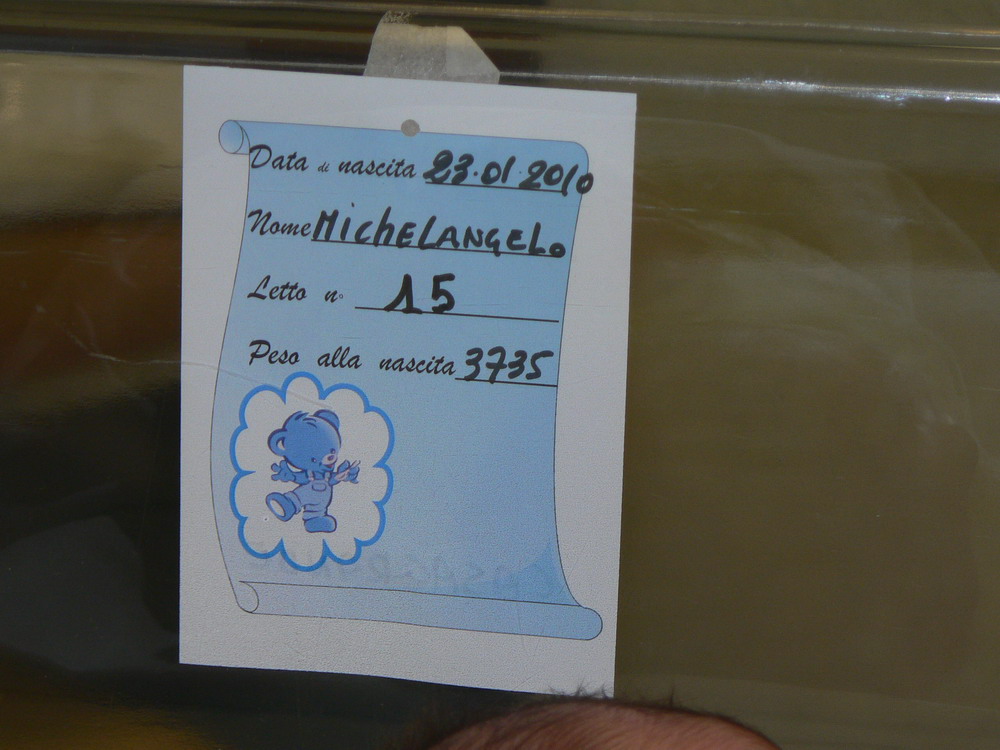 Data di nascita 23.01.2010
Nome MichELANGELo
Letto n° 15
Peso alla nascita 3735